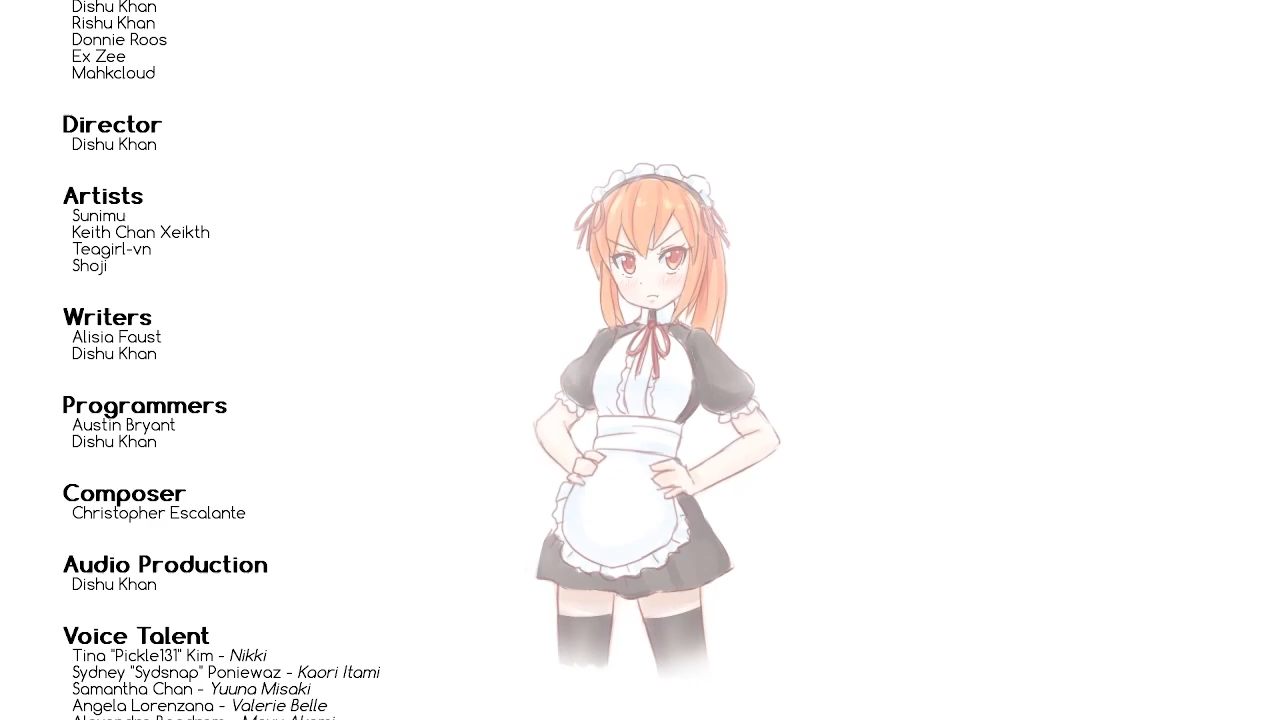 Dishu Khan
Rishu Khan
Donnie Roos
Ex Zee
Mahkcloud
Director
Dishu Khan
Artists
Sunimu
Keith Chan Xeikth
Teagirl-vn
Shoji
Writers
Alisia Faust
Dishu Khan
Programmers
Austin Bryant
Dishu Khan
Composer
Christopher Escalante
Audio Production
Dishu Khan
Voice Talent
Tina "Pickle131" Kim - Nikki
Sydney "Sydsnap" Poniewaz - Kaori Itami
Samantha Chan - Yuuna Misaki
Angela Lorenzana - Valerie Belle